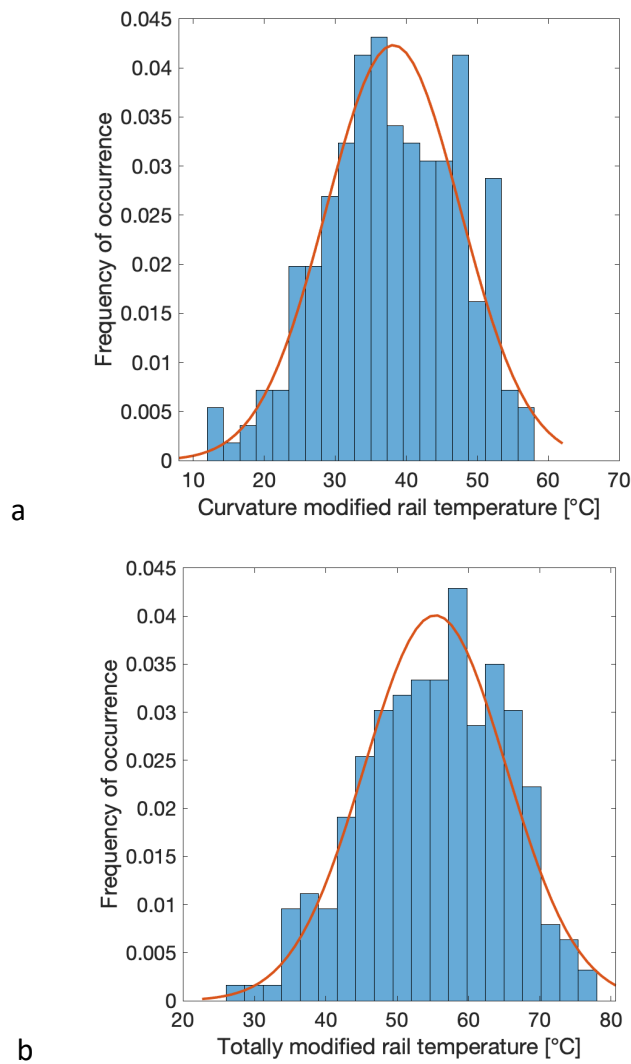 0.045
0.04
0.035
0.03
0.025
0.02
0.015
0.01
0.005
0
Frequency of occurrence
10 20 30 40 50 60 70
Curvature modified rail temperature [°C]
a
0.045
0.04
0.035
0.03
0.025
0.02
0.015
0.01
0.005
0
Frequency of occurrence
20 30 40 50 60 70 80
Totally modified rail temperature [°C]
b